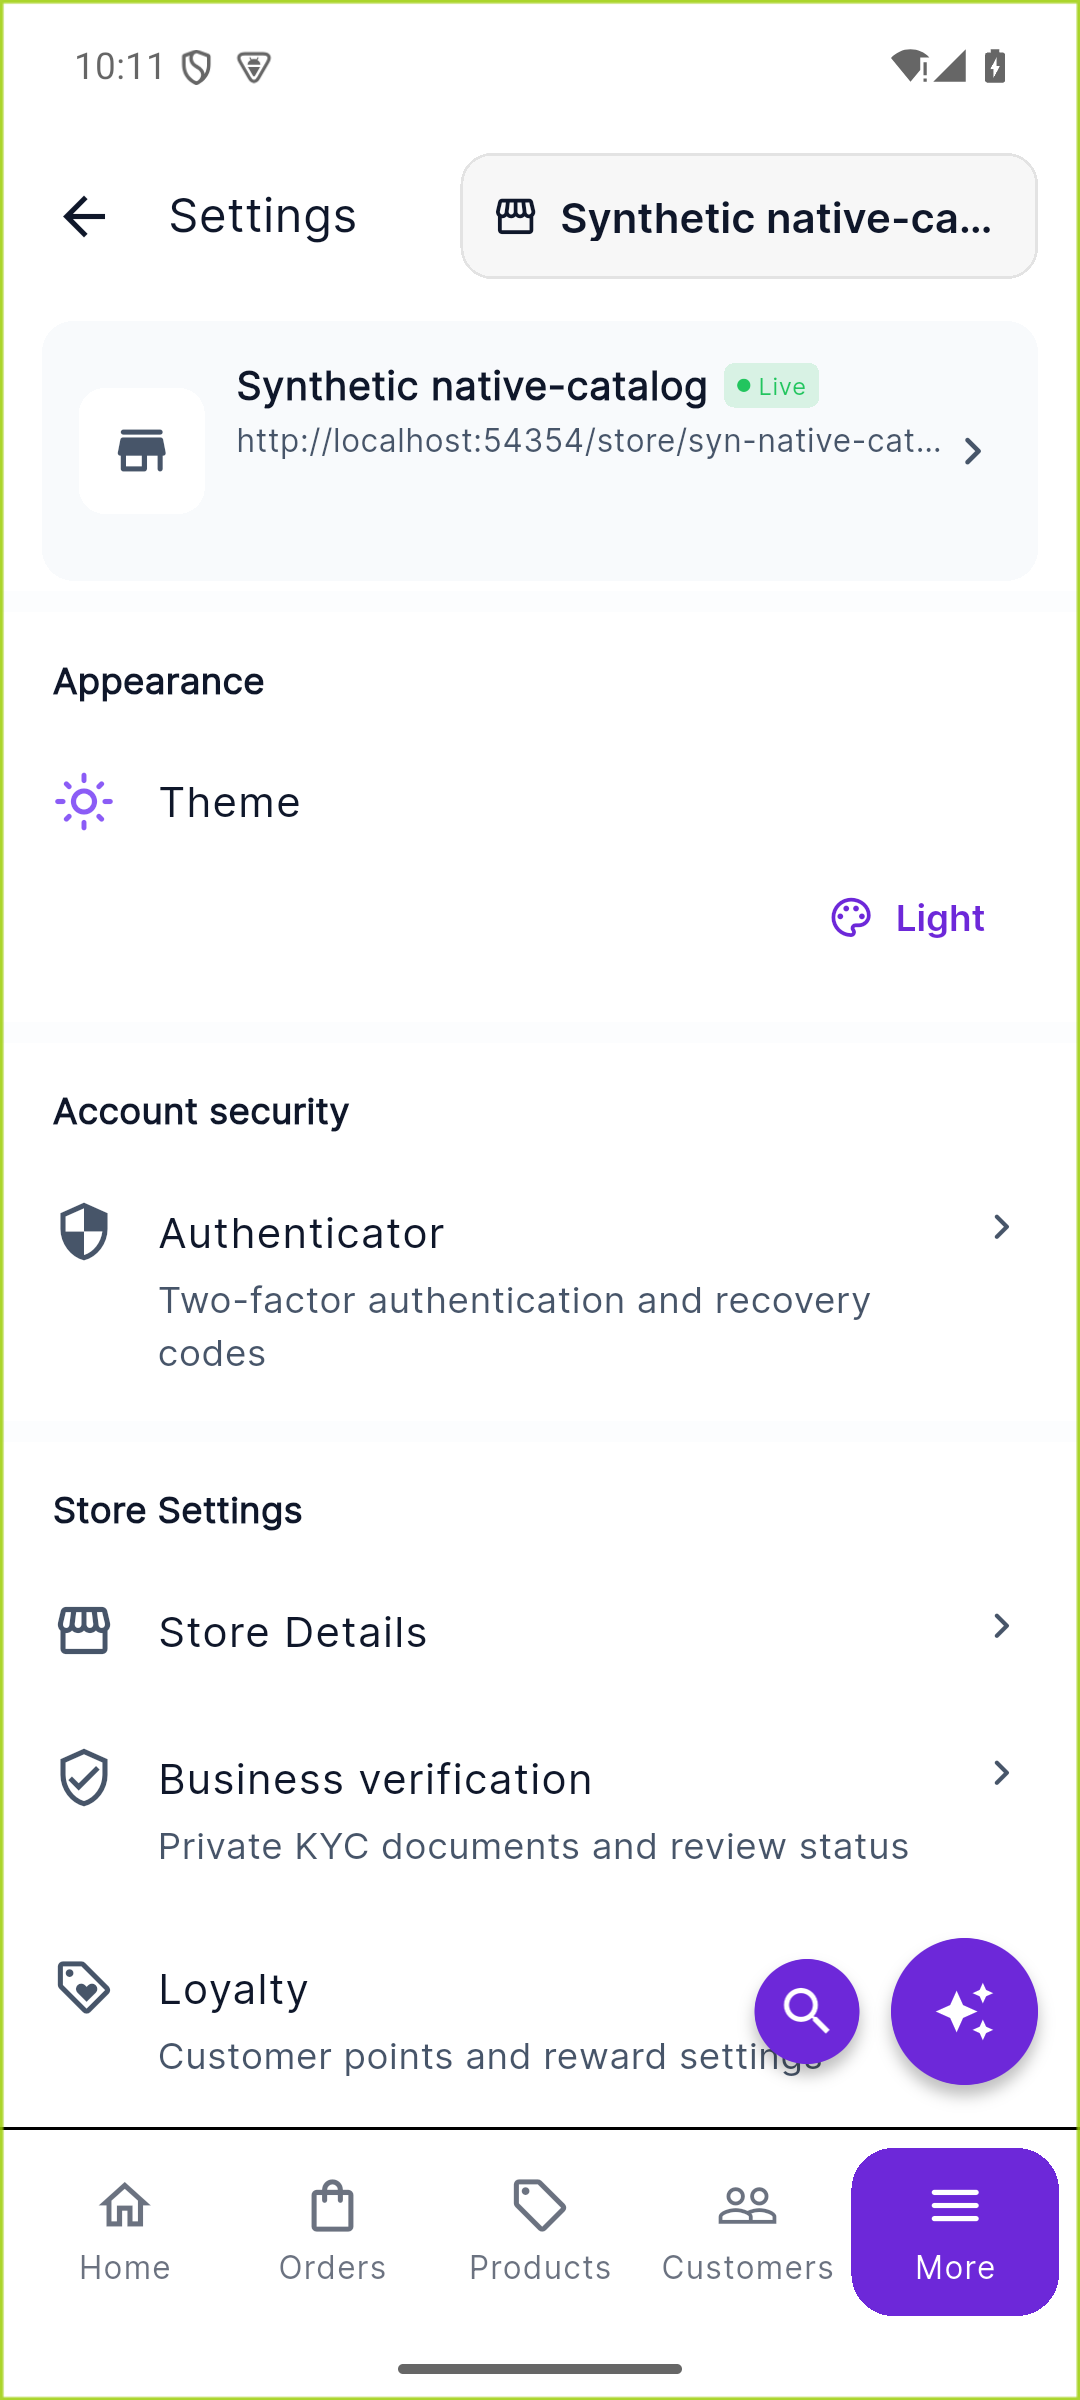 10:11
Settings
Synthetic native-ca...
Synthetic native-catalog
Live
http://localhost:54354/store/syn-native-cat...
Appearance
Theme
Light
Account security
Authenticator
Two-factor authentication and recovery
codes
Store Settings
Store Details
Business verification
Private KYC documents and review status
Loyalty
Customer points and reward settings
Home
Orders
Products
Customers
More